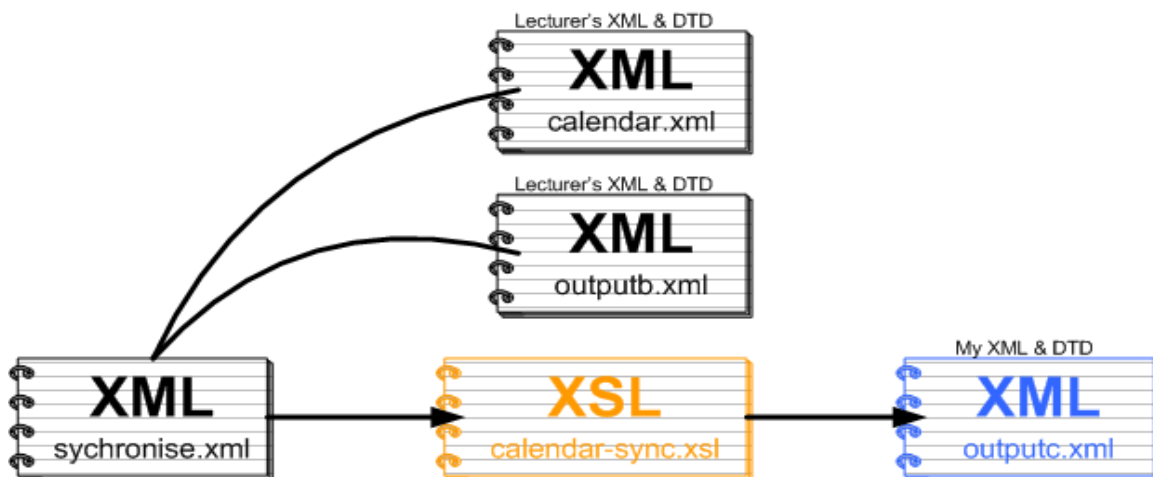 Lecturer's XML & DTD
XML
calendar.xml
Lecturer's XML & DTD
XML
outputb.xml
XML
sychronise.xml
XSL
calendar-sync.xsl
My XML & DTD
XML
outputc.xml